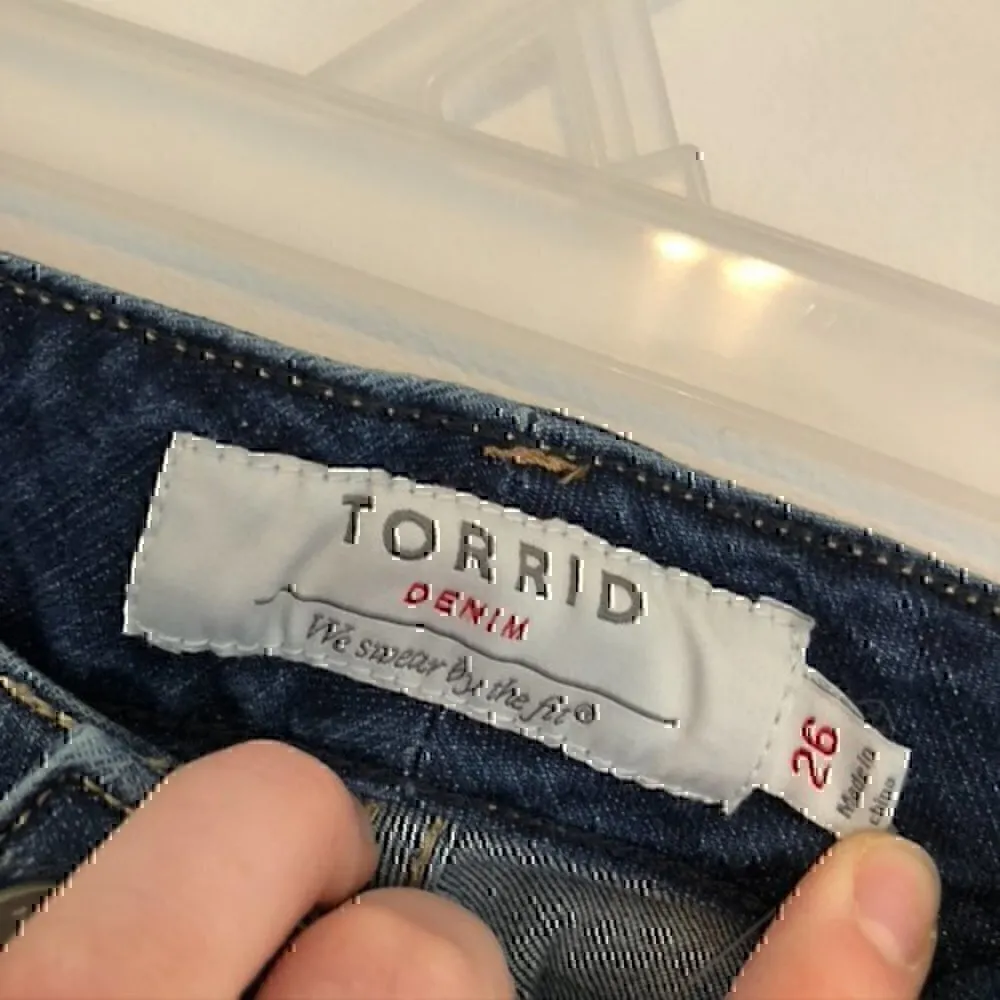 TORRID
DENIM
We swear by the fit®
26
Made in
china